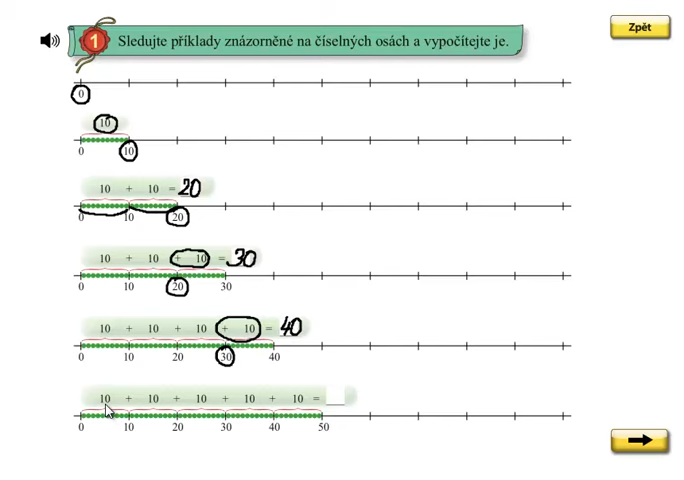 Zpět
1 Sledujte příklady znázorněné na číselných osách a vypočítejte je.
0
10
0 10
10 + 10 = 20
0 10 20
10 + 10 + 10 = 30
0 10 20 30
10 + 10 + 10 + 10 = 40
0 10 20 30 40
10 + 10 + 10 + 10 + 10 = __
0 10 20 30 40 50